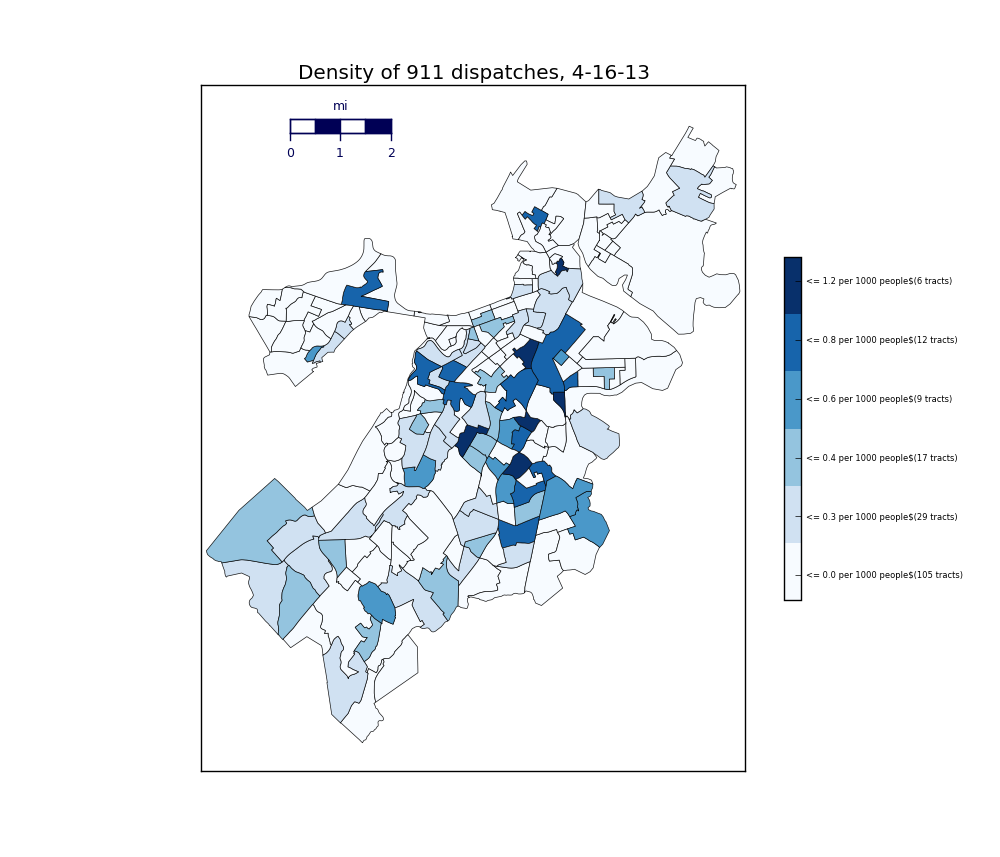 Density of 911 dispatches, 4-16-13
mi
0 1 2
<= 1.2 per 1000 people$(6 tracts)
<= 0.8 per 1000 people$(12 tracts)
<= 0.6 per 1000 people$(9 tracts)
<= 0.4 per 1000 people$(17 tracts)
<= 0.3 per 1000 people$(29 tracts)
<= 0.0 per 1000 people$(105 tracts)